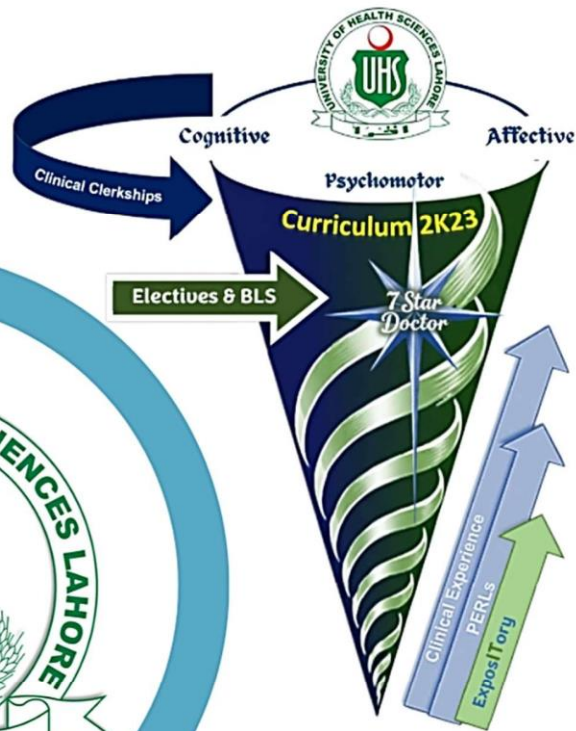 UNIVERSITY OF HEALTH SCIENCES LAHORE
UHS
Cognitive
Affective
Psychomotor
Clinical Clerkships
Curriculum 2K23
Electives & BLS
7 Star
Doctor
Clinical Experience
PERLs
ExposITory
IENCES LAHORE